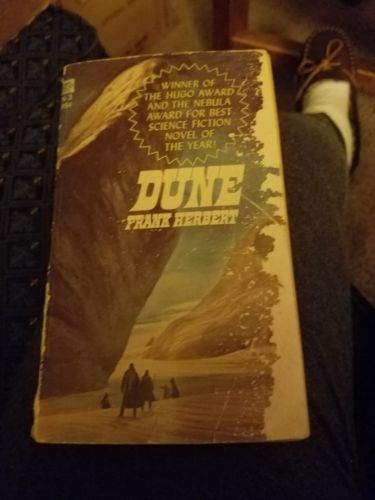 WINNER OF
THE HUGO AWARD
AND THE NEBULA
AWARD FOR BEST
SCIENCE FICTION
NOVEL OF
THE YEAR!
DUNE
FRANK HERBERT